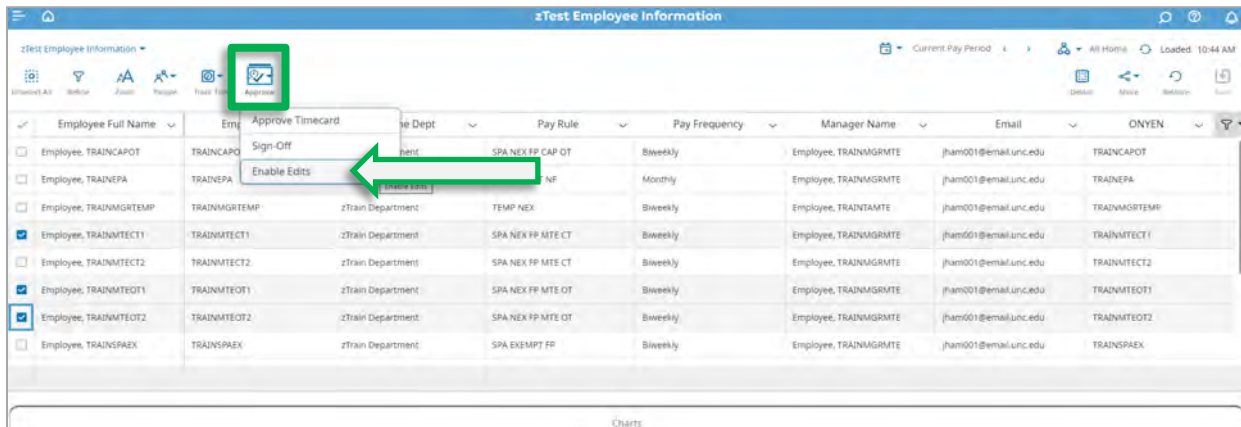 zTest Employee Information
zTest Employee Information
Current Pay Period
All Home
Loaded 10:44 AM
Unselect All
Refine
Zoom
People
Approve
Detail
Share
Restore
Employee Full Name
Pay Rule
Pay Frequency
Manager Name
Email
ONYEN
Approve Timecard
Sign-Off
Enable Edits
Enable Edits
Employee, TRAINCAPOT SPA NEX FP CAP OT Biweekly Employee, TRAINMGRMTE jham001@email.unc.edu TRAINCAPOT
Employee, TRAINEPA TRAINEPA Monthly Employee, TRAINMGRMTE jham001@email.unc.edu TRAINEPA
Employee, TRAINMGRTEMP TRAINMGRTEMP zTrain Department TEMP NEX Biweekly Employee, TRAINTAMTE jham001@email.unc.edu TRAINMGRTEMP
Employee, TRAINMTECT1 TRAINMTECT1 zTrain Department SPA NEX FP MTE CT Biweekly Employee, TRAINMGRMTE jham001@email.unc.edu TRAINMTECT1
Employee, TRAINMTECT2 TRAINMTECT2 zTrain Department SPA NEX FP MTE CT Biweekly Employee, TRAINMGRMTE jham001@email.unc.edu TRAINMTECT2
Employee, TRAINMTEOT1 TRAINMTEOT1 zTrain Department SPA NEX FP MTE OT Biweekly Employee, TRAINMGRMTE jham001@email.unc.edu TRAINMTEOT1
Employee, TRAINMTEOT2 TRAINMTEOT2 zTrain Department SPA NEX FP MTE OT Biweekly Employee, TRAINMGRMTE jham001@email.unc.edu TRAINMTEOT2
Employee, TRAINSPAEX TRAINSPAEX zTrain Department SPA EXEMPT FP Biweekly Employee, TRAINMGRMTE jham001@email.unc.edu TRAINSPAEX
Charts